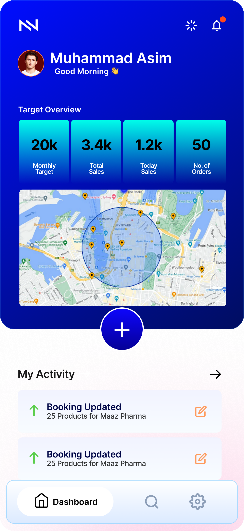 Muhammad Asim
Good Morning 👋
Target Overview
20k
Monthly
Target
3.4k
Total
Sales
1.2k
Today
Sales
50
No. of
Orders
My Activity
Booking Updated
25 Products for Maaz Pharma
Booking Updated
25 Products for Maaz Pharma
Dashboard